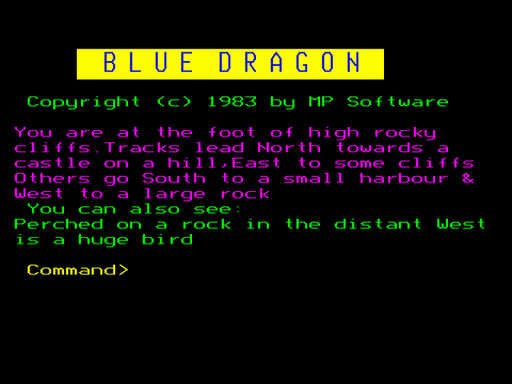 BLUE DRAGON
Copyright (c) 1983 by MP Software
You are at the foot of high rocky
cliffs.Tracks lead North towards a
castle on a hill,East to some cliffs
Others go South to a small harbour &
West to a large rock
You can also see:
Perched on a rock in the distant West
is a huge bird
Command>